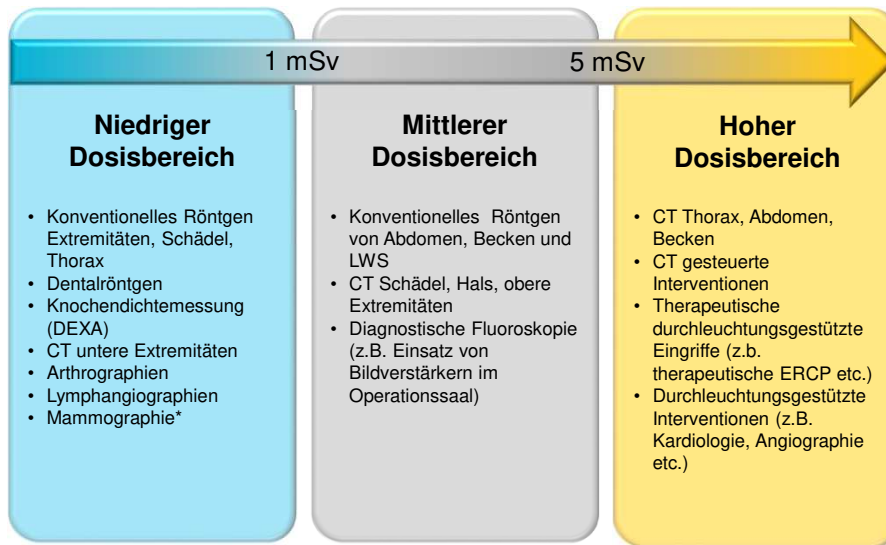 1 mSv
5 mSv
Niedriger
Dosisbereich
• Konventionelles Röntgen
Extremitäten, Schädel,
Thorax
• Dentalröntgen
• Knochendichtemessung
(DEXA)
• CT untere Extremitäten
• Arthrographien
• Lymphangiographien
• Mammographie*
Mittlerer
Dosisbereich
• Konventionelles Röntgen
von Abdomen, Becken und
LWS
• CT Schädel, Hals, obere
Extremitäten
• Diagnostische Fluoroskopie
(z.B. Einsatz von
Bildverstärkern im
Operationssaal)
Hoher
Dosisbereich
• CT Thorax, Abdomen,
Becken
• CT gesteuerte
Interventionen
• Therapeutische
durchleuchtungsgestützte
Eingriffe (z.b.
therapeutische ERCP etc.)
• Durchleuchtungsgestützte
Interventionen (z.B.
Kardiologie, Angiographie
etc.)